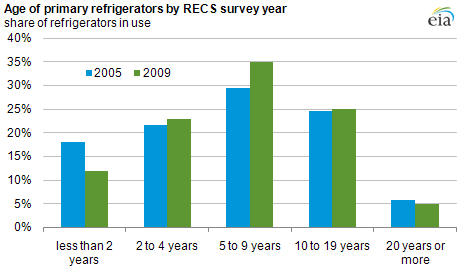 Age of primary refrigerators by RECS survey year
share of refrigerators in use
eia
40%
35%
30%
25%
20%
15%
10%
5%
0%
2005 2009
less than 2
years
2 to 4 years
5 to 9 years
10 to 19 years
20 years or
more